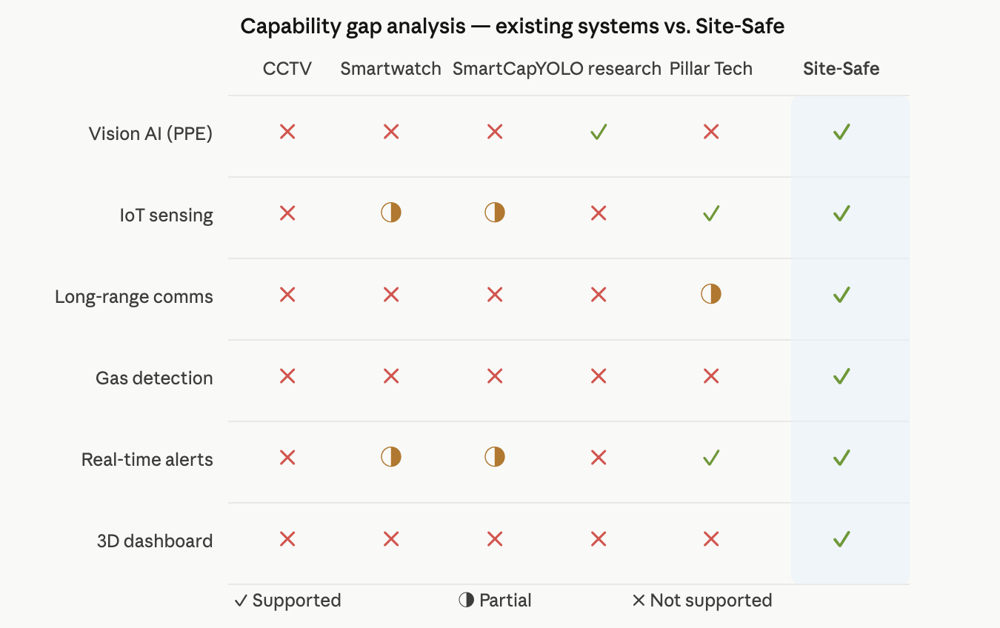 Capability gap analysis — existing systems vs. Site-Safe
CCTV Smartwatch SmartCap YOLO research Pillar Tech Site-Safe
Vision AI (PPE) ✕ ✕ ✕ ✓ ✕ ✓
IoT sensing ✕ ◑ ◑ ✕ ✓ ✓
Long-range comms ✕ ✕ ✕ ✕ ◑ ✓
Gas detection ✕ ✕ ✕ ✕ ✕ ✓
Real-time alerts ✕ ◑ ◑ ✕ ✓ ✓
3D dashboard ✕ ✕ ✕ ✕ ✕ ✓
✓ Supported ◑ Partial ✕ Not supported